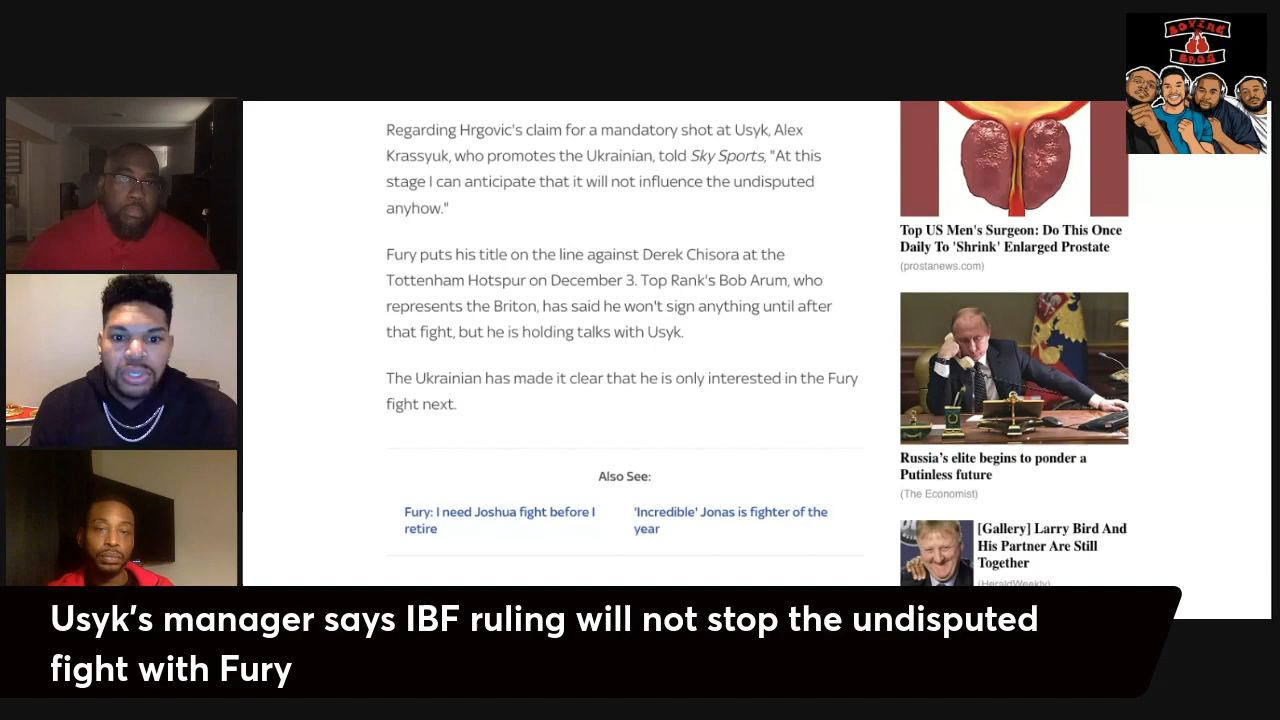 BOXING
BROS
Regarding Hrgovic's claim for a mandatory shot at Usyk, Alex
Krassyuk, who promotes the Ukrainian, told Sky Sports, "At this
stage I can anticipate that it will not influence the undisputed
anyhow."
Fury puts his title on the line against Derek Chisora at the
Tottenham Hotspur on December 3. Top Rank's Bob Arum, who
represents the Briton, has said he won't sign anything until after
that fight, but he is holding talks with Usyk.
The Ukrainian has made it clear that he is only interested in the Fury
fight next.
Also See:
Fury: I need Joshua fight before I
retire
'Incredible' Jonas is fighter of the
year
Top US Men's Surgeon: Do This Once
Daily To 'Shrink' Enlarged Prostate
(prostanews.com)
Russia's elite begins to ponder a
Putinless future
(The Economist)
[Gallery] Larry Bird And
His Partner Are Still
Together
(HeraldWeekly)
Usyk's manager says IBF ruling will not stop the undisputed
fight with Fury